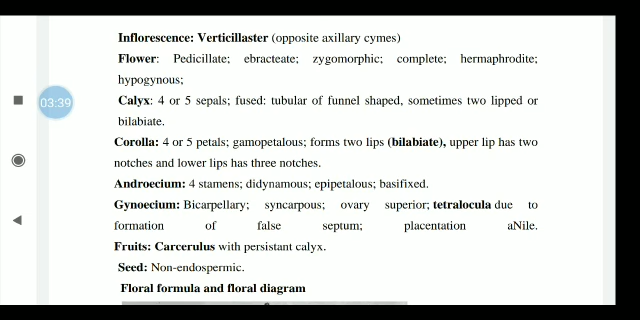 Inflorescence: Verticillaster (opposite axillary cymes)
Flower: Pedicillate; ebracteate; zygomorphic; complete; hermaphrodite;
hypogynous;
03:39
Calyx: 4 or 5 sepals; fused: tubular of funnel shaped, sometimes two lipped or
bilabiate.
Corolla: 4 or 5 petals; gamopetalous; forms two lips (bilabiate), upper lip has two
notches and lower lips has three notches.
Androecium: 4 stamens; didynamous; epipetalous; basifixed.
Gynoecium: Bicarpellary; syncarpous; ovary superior; tetralocula due to
formation of false septum; placentation aNile.
Fruits: Carcerulus with persistant calyx.
Seed: Non-endospermic.
Floral formula and floral diagram